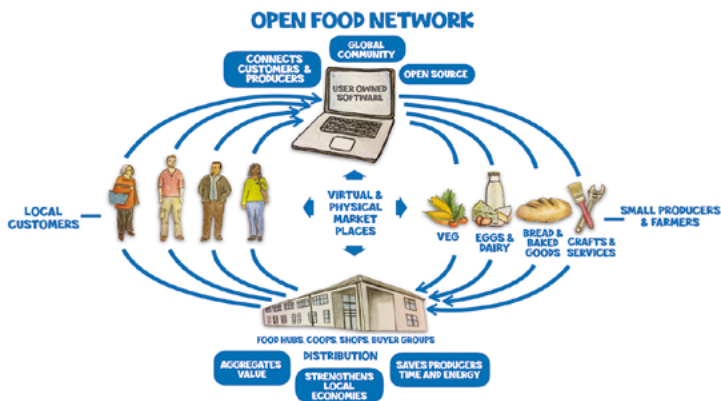 OPEN FOOD NETWORK
GLOBAL
COMMUNITY
CONNECTS
CUSTOMERS &
PRODUCERS
OPEN SOURCE
USER OWNED
SOFTWARE
LOCAL
CUSTOMERS
VIRTUAL &
PHYSICAL
MARKET
PLACES
VEG
EGGS &
DAIRY
BREAD &
BAKED
GOODS
CRAFTS &
SERVICES
SMALL PRODUCERS
& FARMERS
FOOD HUBS, COOPS, SHOPS, BUYER GROUPS
DISTRIBUTION
AGGREGATES
VALUE
STRENGTHENS
LOCAL
ECONOMIES
SAVES PRODUCERS
TIME AND ENERGY